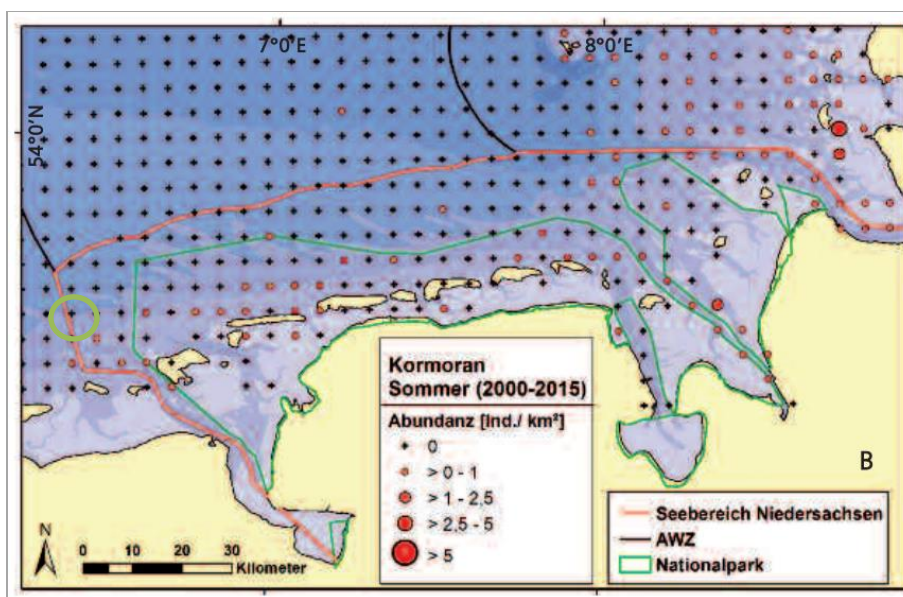 7°0'E
8°0'E
54°0'N
Kormoran
Sommer (2000-2015)
Abundanz [Ind./ km²]
0
> 0 - 1
> 1 - 2,5
> 2,5 - 5
> 5
B
Seebereich Niedersachsen
AWZ
Nationalpark
N
0 5 10 20 30
Kilometer